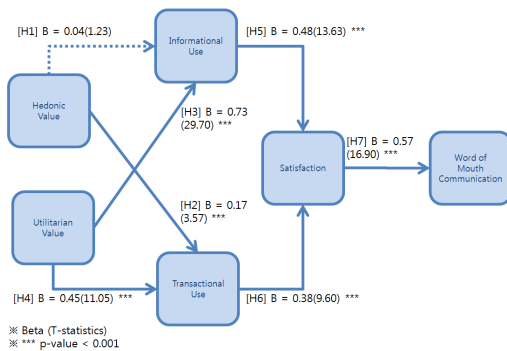 [H1] B = 0.04(1.23)
Informational
Use
[H5] B = 0.48(13.63) ***
Hedonic
Value
[H3] B = 0.73
(29.70) ***
Satisfaction
[H7] B = 0.57
(16.90) ***
Word of
Mouth
Communication
Utilitarian
Value
[H2] B = 0.17
(3.57) ***
Transactional
Use
[H4] B = 0.45(11.05) ***
[H6] B = 0.38(9.60) ***
※ Beta (T-statistics)
※ *** p-value < 0.001